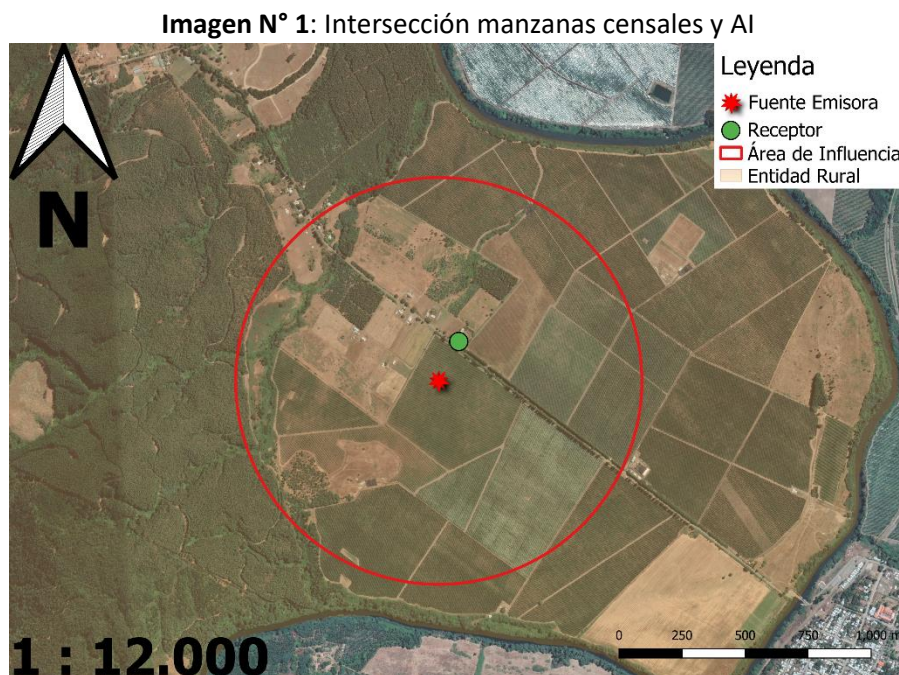 Imagen N° 1: Intersección manzanas censales y AI
Leyenda
Fuente Emisora
Receptor
Área de Influencia
Entidad Rural
N
0 250 500 750 1,000 m
1 : 12.000